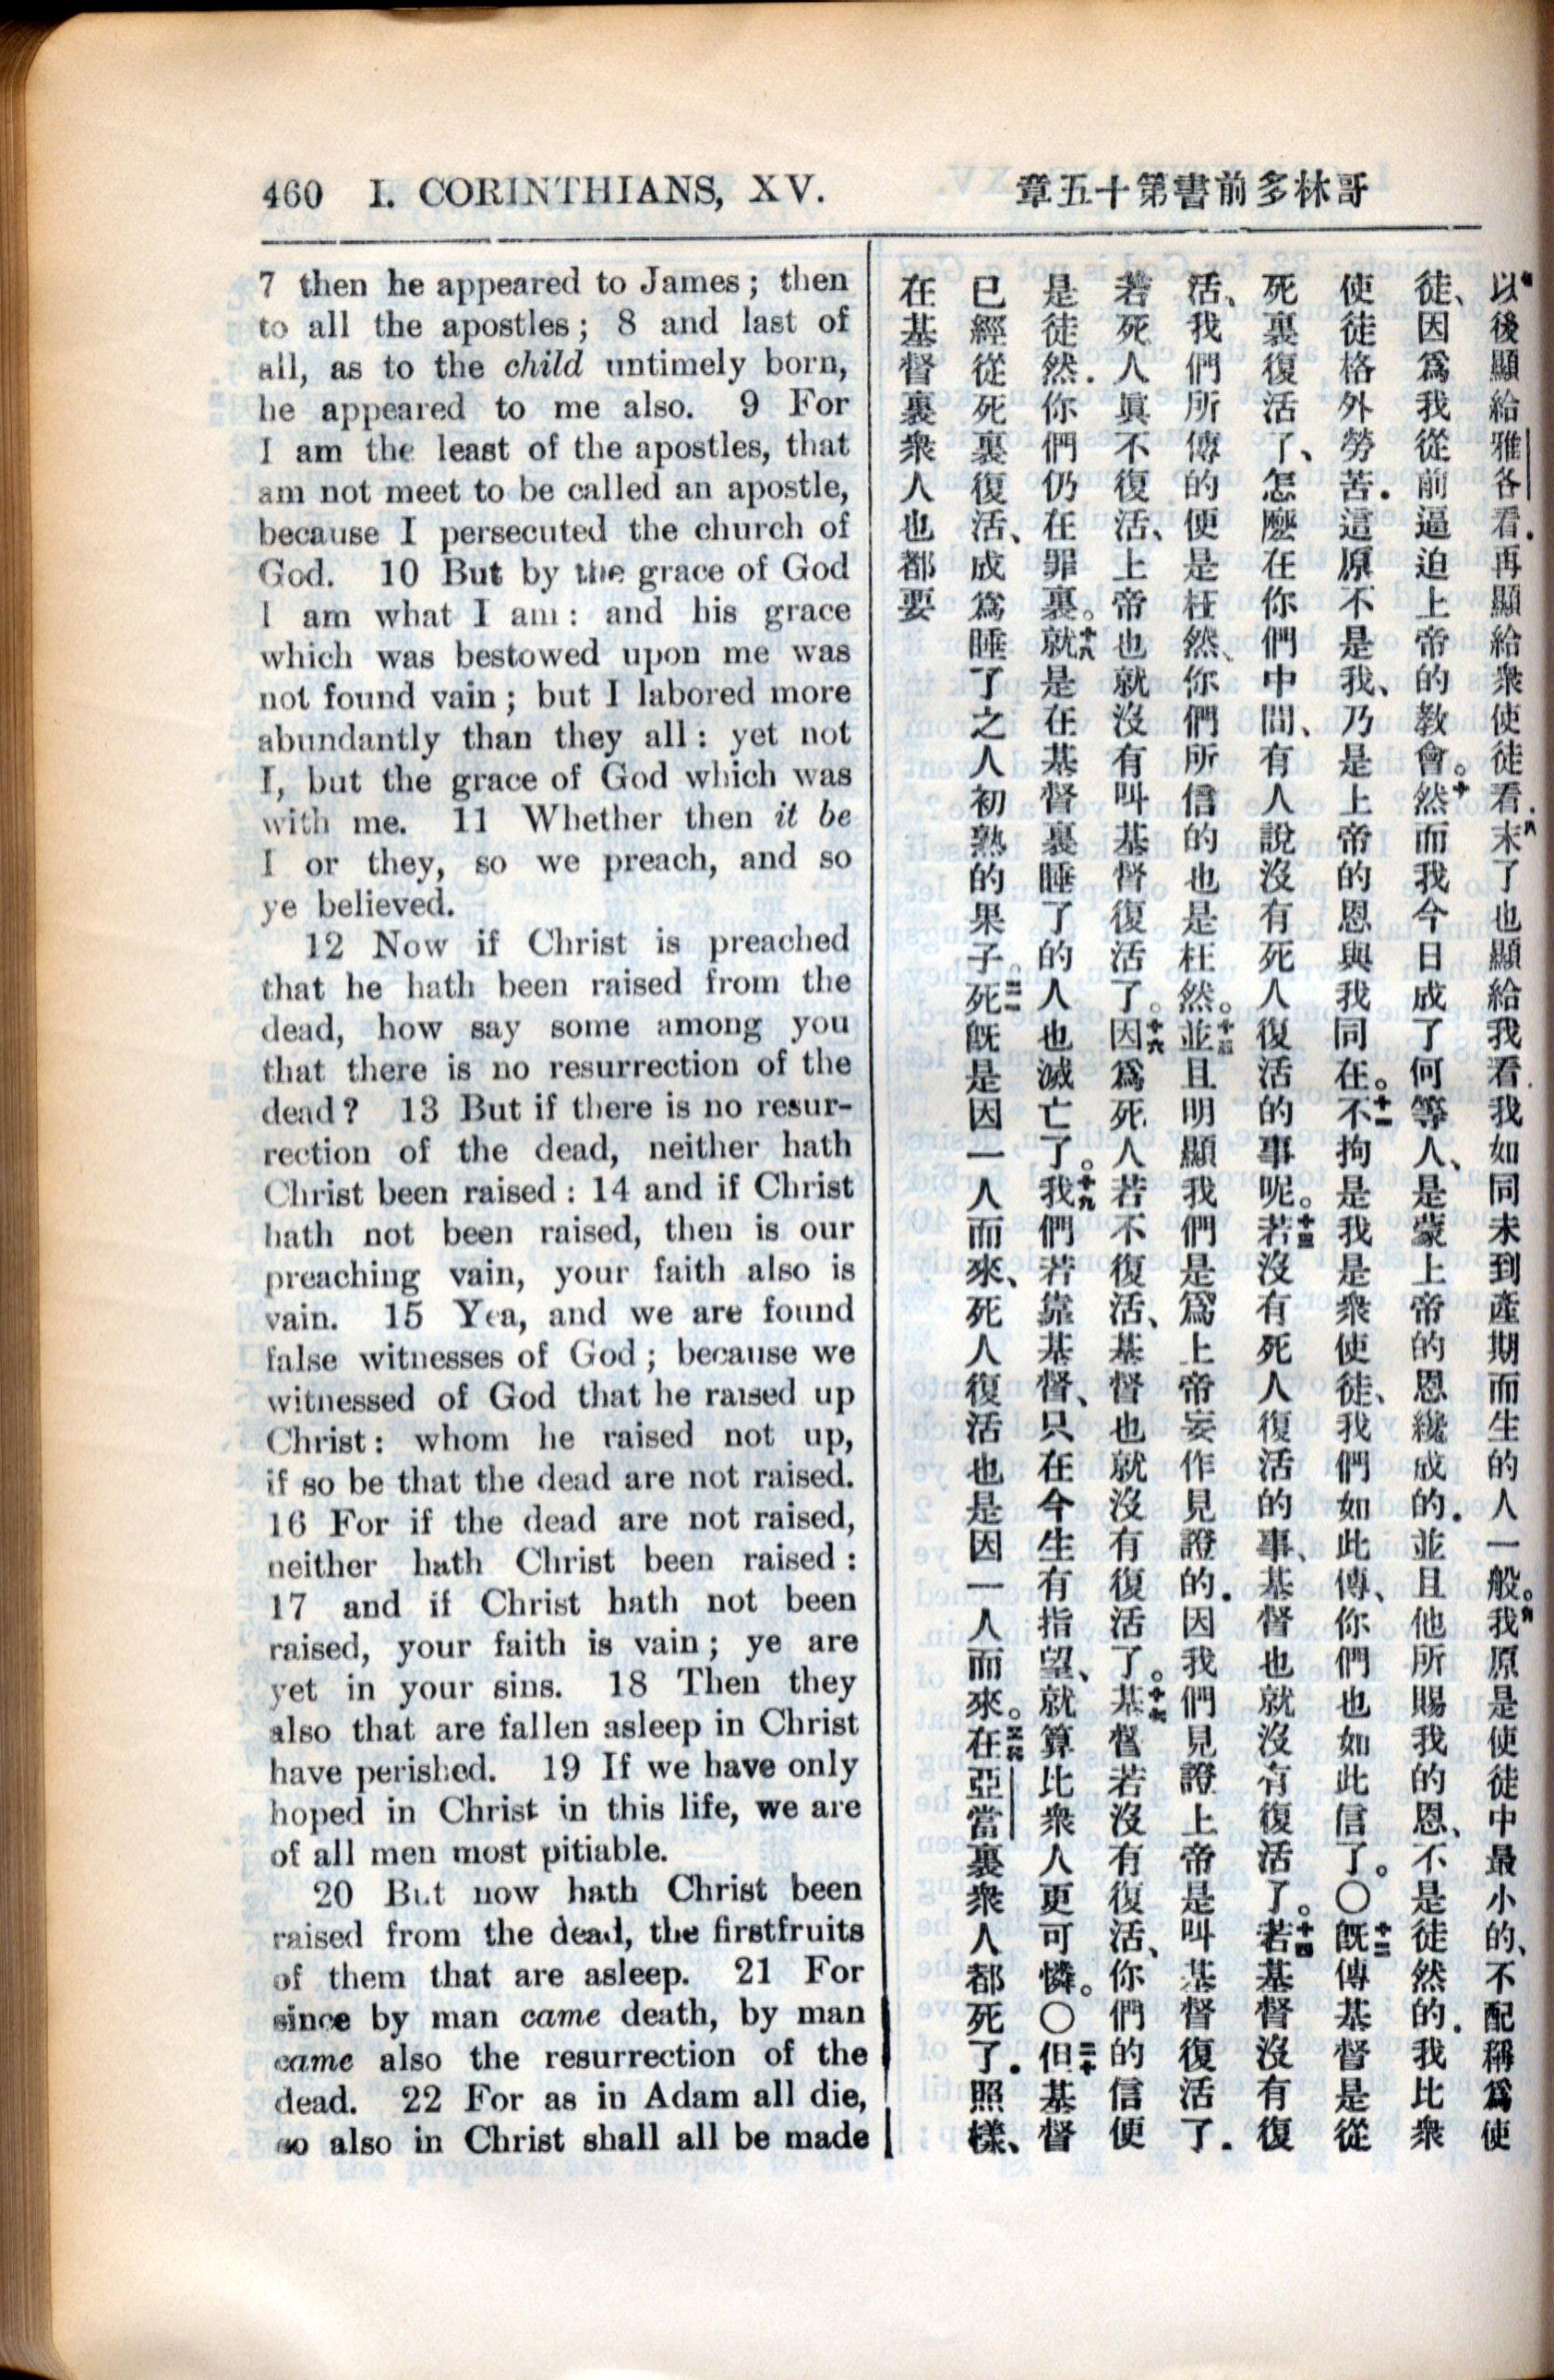 460 I. CORINTHIANS, XV.
章五十第書前多林哥
7 then he appeared to James; then
to all the apostles; 8 and last of
all, as to the child untimely born,
he appeared to me also. 9 For
I am the least of the apostles, that
am not meet to be called an apostle,
because I persecuted the church of
God. 10 But by the grace of God
I am what I am: and his grace
which was bestowed upon me was
not found vain; but I labored more
abundantly than they all: yet not
I, but the grace of God which was
with me. 11 Whether then it be
I or they, so we preach, and so
ye believed.
12 Now if Christ is preached
that he hath been raised from the
dead, how say some among you
that there is no resurrection of the
dead? 13 But if there is no resur-
rection of the dead, neither hath
Christ been raised: 14 and if Christ
hath not been raised, then is our
preaching vain, your faith also is
vain. 15 Yea, and we are found
false witnesses of God; because we
witnessed of God that he raised up
Christ: whom he raised not up,
if so be that the dead are not raised.
16 For if the dead are not raised,
neither hath Christ been raised:
17 and if Christ hath not been
raised, your faith is vain; ye are
yet in your sins. 18 Then they
also that are fallen asleep in Christ
have perished. 19 If we have only
hoped in Christ in this life, we are
of all men most pitiable.
20 But now hath Christ been
raised from the dead, the firstfruits
of them that are asleep. 21 For
since by man came death, by man
came also the resurrection of the
dead. 22 For as in Adam all die,
so also in Christ shall all be made
以後顯給雅各看．再顯給衆使徒看．八末了也顯給我看．我如同未到產期而生的人一般。九我原是使徒中最小的、不配稱爲使
徒、因爲我從前逼迫上帝的教會。十然而我今日成了何等人、是蒙上帝的恩纔成的．並且他所賜我的恩、不是徒然的．我比衆
使徒格外勞苦．這原不是我、乃是上帝的恩與我同在。十一不拘是我是衆使徒、我們如此傳、你們也如此信了。〇十二既傳基督是從
死裏復活了、怎麼在你們中間、有人說沒有死人復活的事呢。十三若沒有死人復活的事、基督也就沒有復活了。十四若基督沒有復
活、我們所傳的便是枉然、你們所信的也是枉然。十五並且明顯我們是爲上帝妄作見證的．因我們見證上帝是叫基督復活了．
若死人眞不復活、上帝也就沒有叫基督復活了。十六因爲死人若不復活、基督也就沒有復活了。十七基督若沒有復活、你們的信便
是徒然．你們仍在罪裏。十八就是在基督裏睡了的人也滅亡了。十九我們若靠基督、只在今生有指望、就算比衆人更可憐。〇二十但基督
已經從死裏復活、成爲睡了之人初熟的果子。二一死既是因一人而來、死人復活也是因一人而來。二二在亞當裏衆人都死了．照樣、
在基督裏衆人也都要